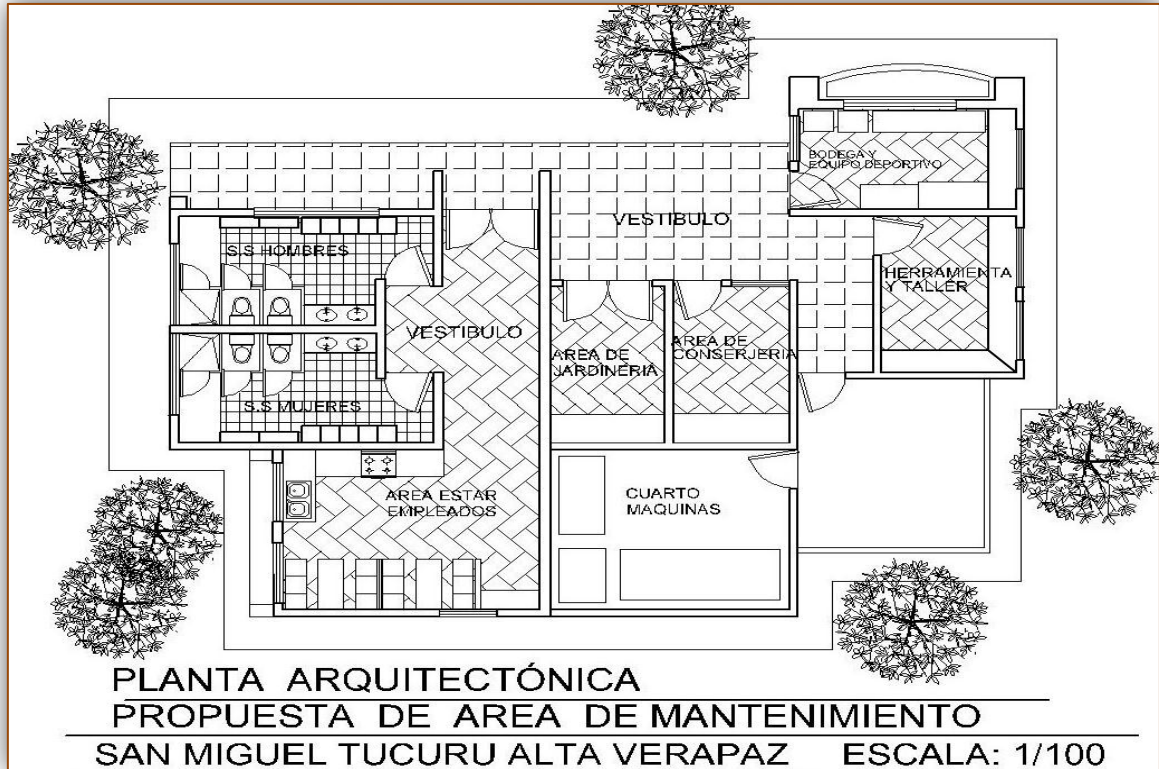 BODEGA Y
EQUIPO DEPORTIVO
VESTIBULO
S.S HOMBRES
HERRAMIENTA
Y TALLER
VESTIBULO
AREA DE
JARDINERIA
AREA DE
CONSERJERIA
S.S MUJERES
AREA ESTAR
EMPLEADOS
CUARTO
MAQUINAS
PLANTA ARQUITECTÓNICA
PROPUESTA DE AREA DE MANTENIMIENTO
SAN MIGUEL TUCURU ALTA VERAPAZ ESCALA: 1/100